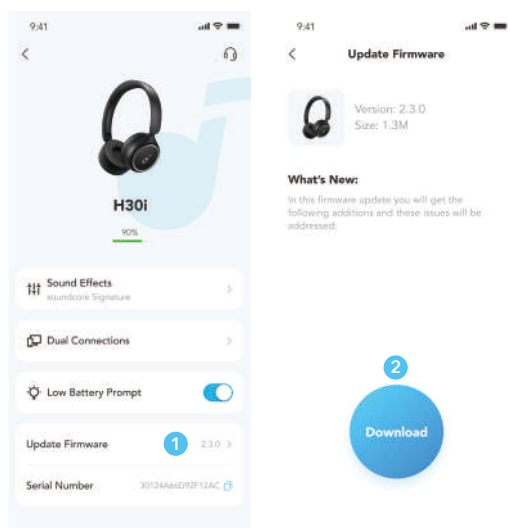 9:41
H30i
90%
Sound Effects
soundcore Signature
Dual Connections
Low Battery Prompt
Update Firmware 1 2.3.0
Serial Number 30124A66D92F12AC
9:41
Update Firmware
Version: 2.3.0
Size: 1.3M
What's New:
In this firmware update you will get the
following additions and these issues will be
addressed:
2
Download